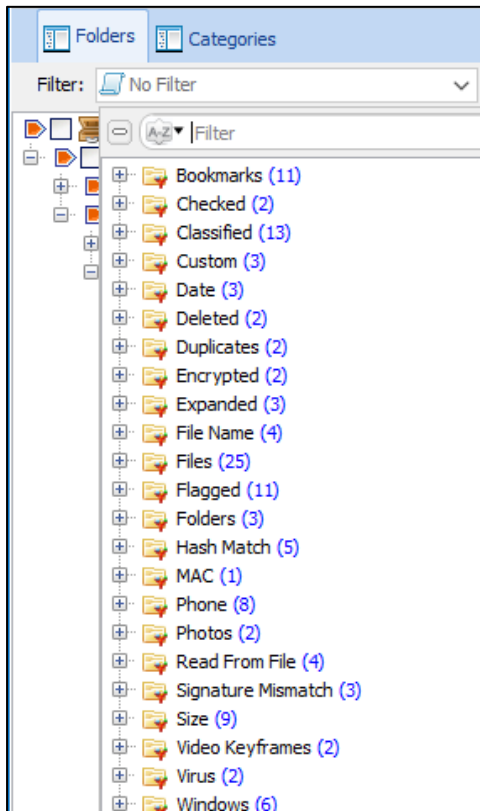 Folders Categories
Filter: No Filter
A-Z Filter
Bookmarks (11)
Checked (2)
Classified (13)
Custom (3)
Date (3)
Deleted (2)
Duplicates (2)
Encrypted (2)
Expanded (3)
File Name (4)
Files (25)
Flagged (11)
Folders (3)
Hash Match (5)
MAC (1)
Phone (8)
Photos (2)
Read From File (4)
Signature Mismatch (3)
Size (9)
Video Keyframes (2)
Virus (2)
Windows (6)